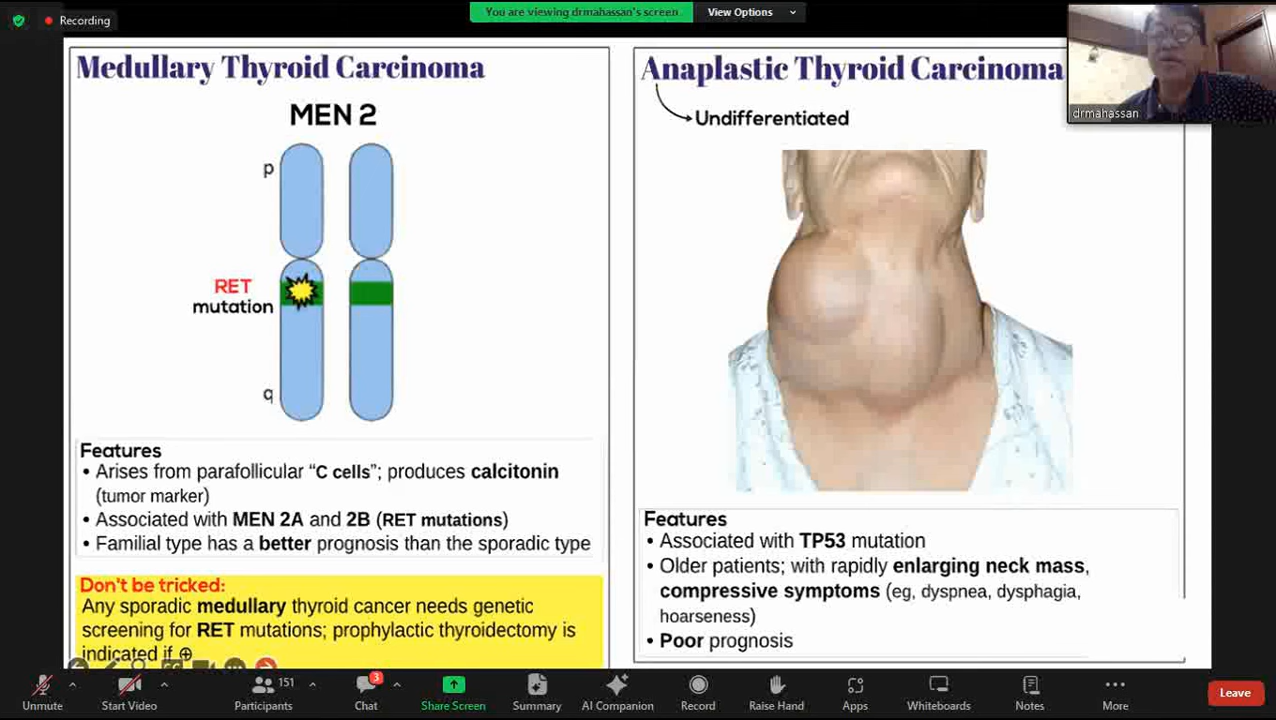 Recording
You are viewing drmahassan's screen
View Options
drmahassan
Medullary Thyroid Carcinoma
MEN 2
p
RET
mutation
q
Features
• Arises from parafollicular “C cells”; produces calcitonin
(tumor marker)
• Associated with MEN 2A and 2B (RET mutations)
• Familial type has a better prognosis than the sporadic type
Don't be tricked:
Any sporadic medullary thyroid cancer needs genetic
screening for RET mutations; prophylactic thyroidectomy is
indicated if ⊕
Anaplastic Thyroid Carcinoma
Undifferentiated
Features
• Associated with TP53 mutation
• Older patients; with rapidly enlarging neck mass,
compressive symptoms (eg, dyspnea, dysphagia,
hoarseness)
• Poor prognosis
151
3
Unmute
Start Video
Participants
Chat
Share Screen
Summary
AI Companion
Record
Raise Hand
Apps
Whiteboards
Notes
More
Leave